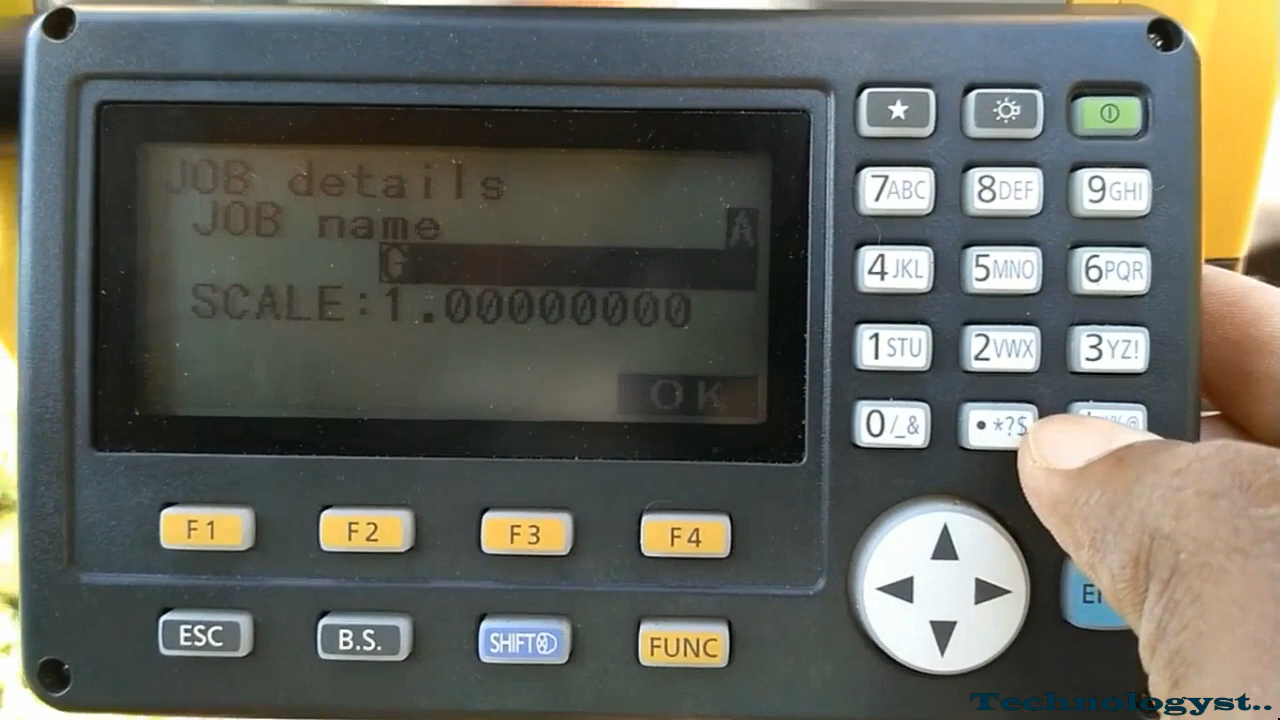 JOB details
JOB name
A
G
SCALE:1.00000000
OK
7ABC
8DEF
9GHI
4JKL
5MNO
6PQR
1STU
2VWX
3YZ!
0/_&
•*?$
F1
F2
F3
F4
ESC
B.S.
SHIFT
FUNC
Technologyst..